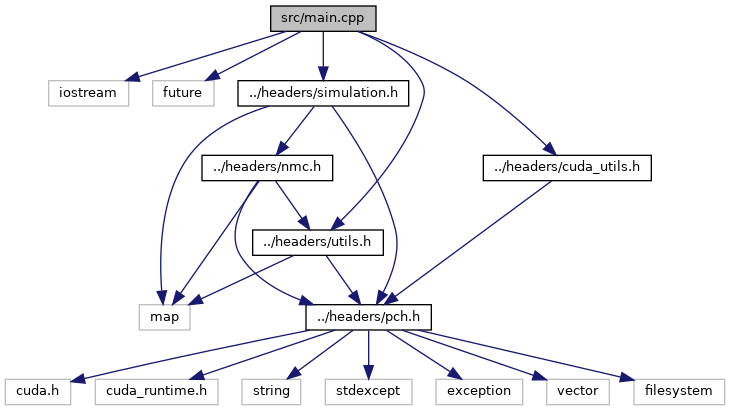 src/main.cpp
iostream
future
../headers/simulation.h
../headers/nmc.h
../headers/cuda_utils.h
../headers/utils.h
map
../headers/pch.h
cuda.h
cuda_runtime.h
string
stdexcept
exception
vector
filesystem